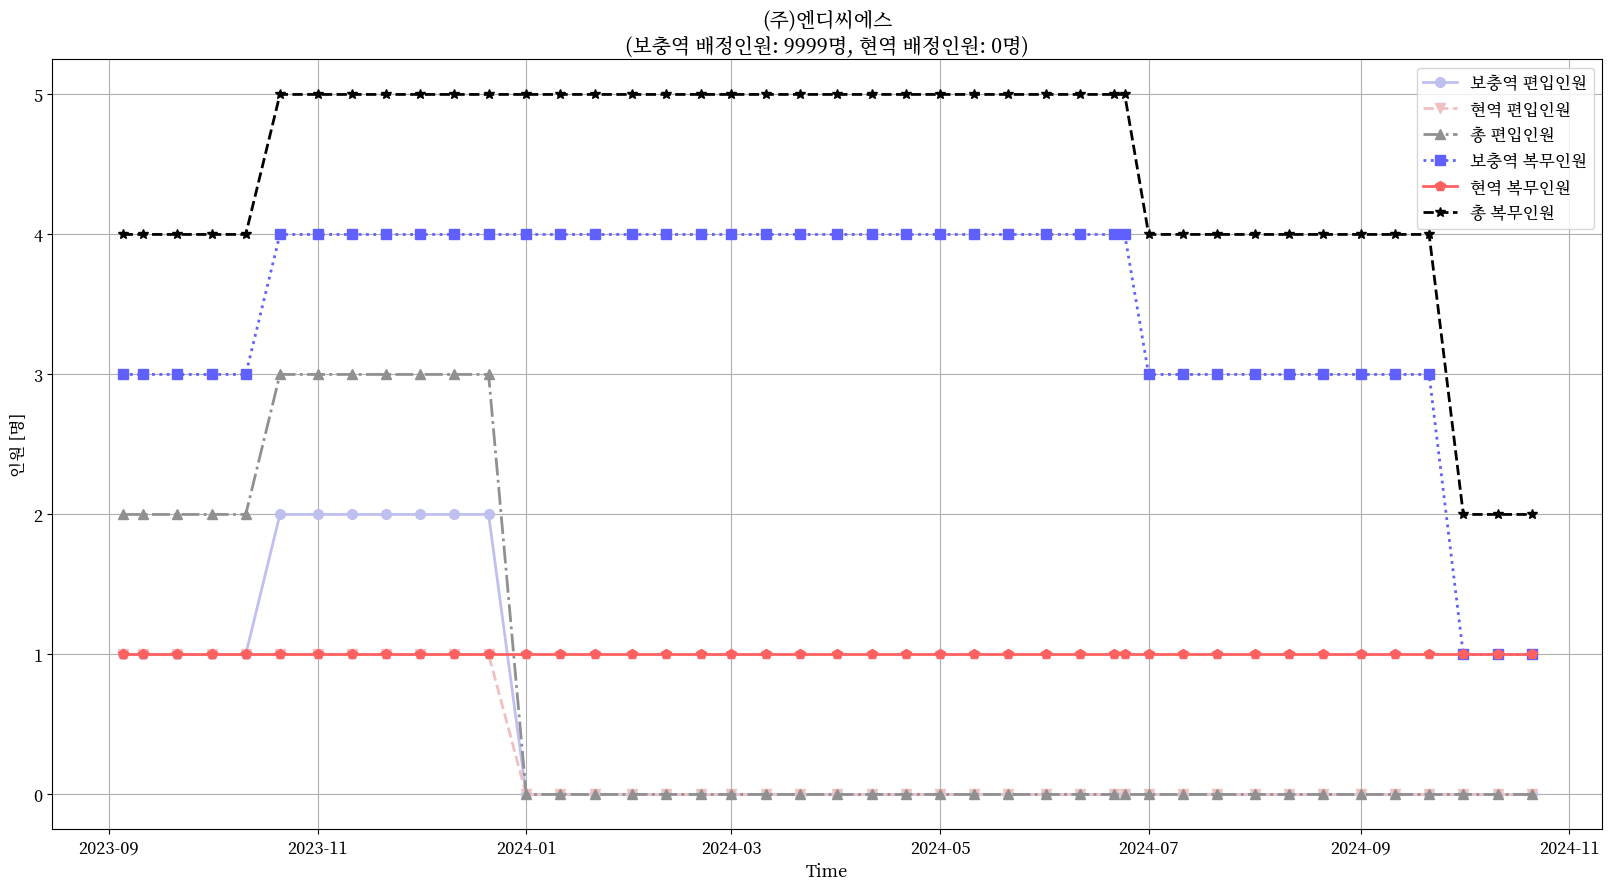 (주)엔디씨에스
(보충역 배정인원: 9999명, 현역 배정인원: 0명)
보충역 편입인원
현역 편입인원
총 편입인원
보충역 복무인원
현역 복무인원
총 복무인원
인원 [명]
5
4
3
2
1
0
2023-09
2023-11
2024-01
2024-03
2024-05
2024-07
2024-09
2024-11
Time